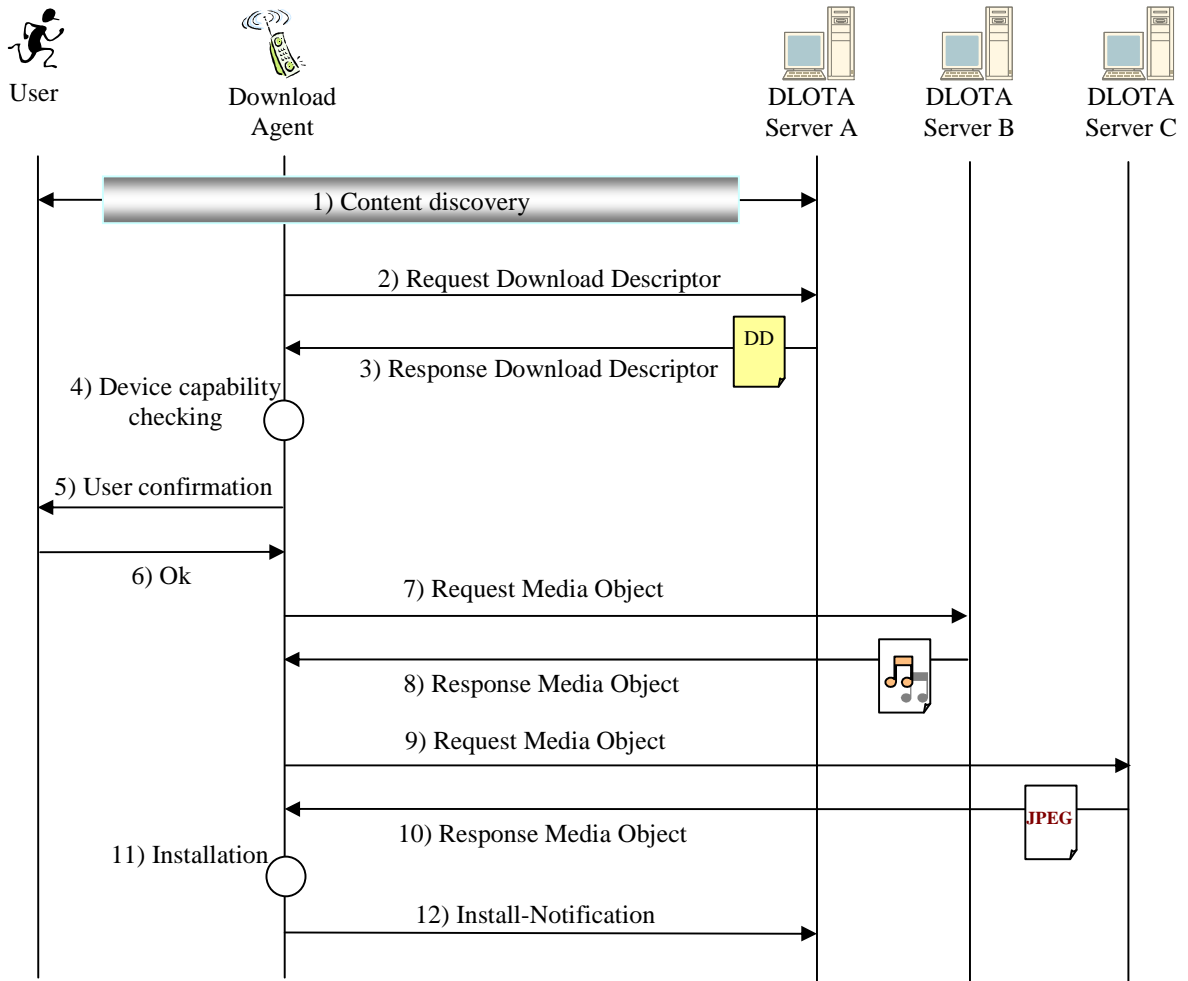 User
Download
Agent
DLOTA
Server A
DLOTA
Server B
DLOTA
Server C
1) Content discovery
2) Request Download Descriptor
DD
3) Response Download Descriptor
4) Device capability
checking
5) User confirmation
6) Ok
7) Request Media Object
8) Response Media Object
9) Request Media Object
JPEG
10) Response Media Object
11) Installation
12) Install-Notification